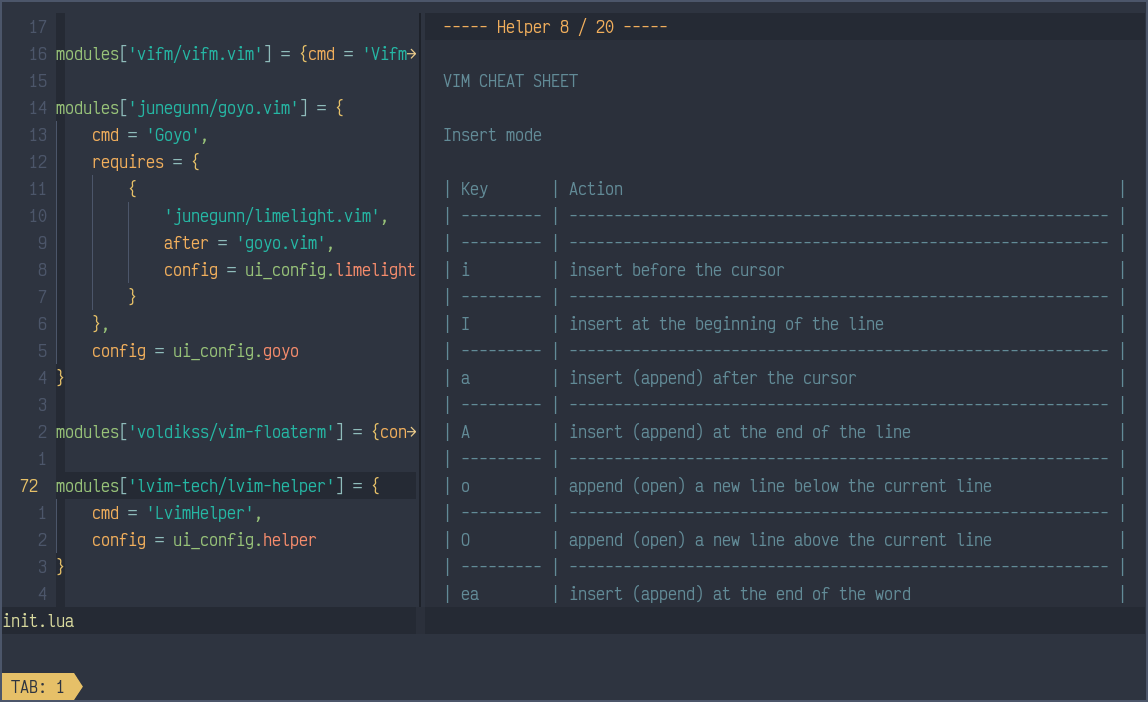 17
16 modules['vifm/vifm.vim'] = {cmd = 'Vifm→
15
14 modules['junegunn/goyo.vim'] = {
13     cmd = 'Goyo',
12     requires = {
11         {
10             'junegunn/limelight.vim',
9             after = 'goyo.vim',
8             config = ui_config.limelight
7         }
6     },
5     config = ui_config.goyo
4 }
3
2 modules['voldikss/vim-floaterm'] = {con→
1
72 modules['lvim-tech/lvim-helper'] = {
1     cmd = 'LvimHelper',
2     config = ui_config.helper
3 }
4
init.lua
----- Helper 8 / 20 -----
VIM CHEAT SHEET
Insert mode
| Key       | Action                                                       |
| --------- | ------------------------------------------------------------ |
| --------- | ------------------------------------------------------------ |
| i         | insert before the cursor                                     |
| --------- | ------------------------------------------------------------ |
| I         | insert at the beginning of the line                          |
| --------- | ------------------------------------------------------------ |
| a         | insert (append) after the cursor                             |
| --------- | ------------------------------------------------------------ |
| A         | insert (append) at the end of the line                       |
| --------- | ------------------------------------------------------------ |
| o         | append (open) a new line below the current line              |
| --------- | ------------------------------------------------------------ |
| O         | append (open) a new line above the current line              |
| --------- | ------------------------------------------------------------ |
| ea        | insert (append) at the end of the word                       |
TAB: 1